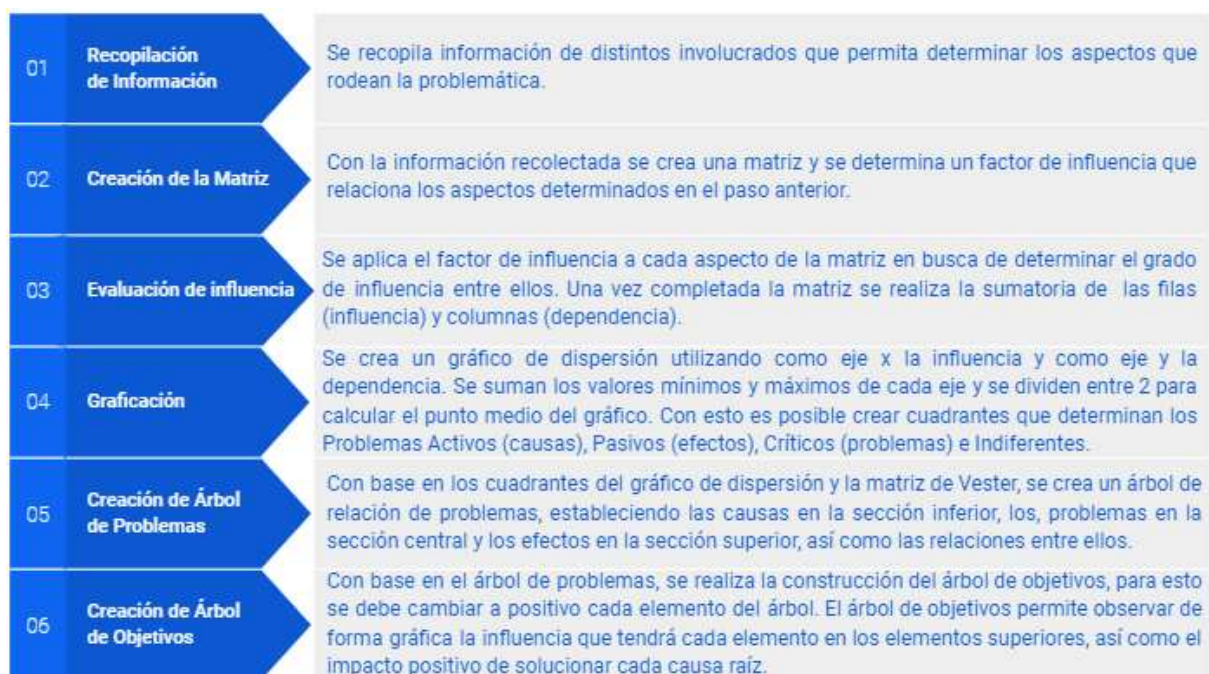 01
Recopilación
de Información
Se recopila información de distintos involucrados que permita determinar los aspectos que
rodean la problemática.
02
Creación de la Matriz
Con la información recolectada se crea una matriz y se determina un factor de influencia que
relaciona los aspectos determinados en el paso anterior.
03
Evaluación de influencia
Se aplica el factor de influencia a cada aspecto de la matriz en busca de determinar el grado
de influencia entre ellos. Una vez completada la matriz se realiza la sumatoria de las filas
(influencia) y columnas (dependencia).
04
Graficación
Se crea un gráfico de dispersión utilizando como eje x la influencia y como eje y la
dependencia. Se suman los valores mínimos y máximos de cada eje y se dividen entre 2 para
calcular el punto medio del gráfico. Con esto es posible crear cuadrantes que determinan los
Problemas Activos (causas), Pasivos (efectos), Críticos (problemas) e Indiferentes.
05
Creación de Árbol
de Problemas
Con base en los cuadrantes del gráfico de dispersión y la matriz de Vester, se crea un árbol de
relación de problemas, estableciendo las causas en la sección inferior, los, problemas en la
sección central y los efectos en la sección superior, así como las relaciones entre ellos.
06
Creación de Árbol
de Objetivos
Con base en el árbol de problemas, se realiza la construcción del árbol de objetivos, para esto
se debe cambiar a positivo cada elemento del árbol. El árbol de objetivos permite observar de
forma gráfica la influencia que tendrá cada elemento en los elementos superiores, así como el
impacto positivo de solucionar cada causa raíz.